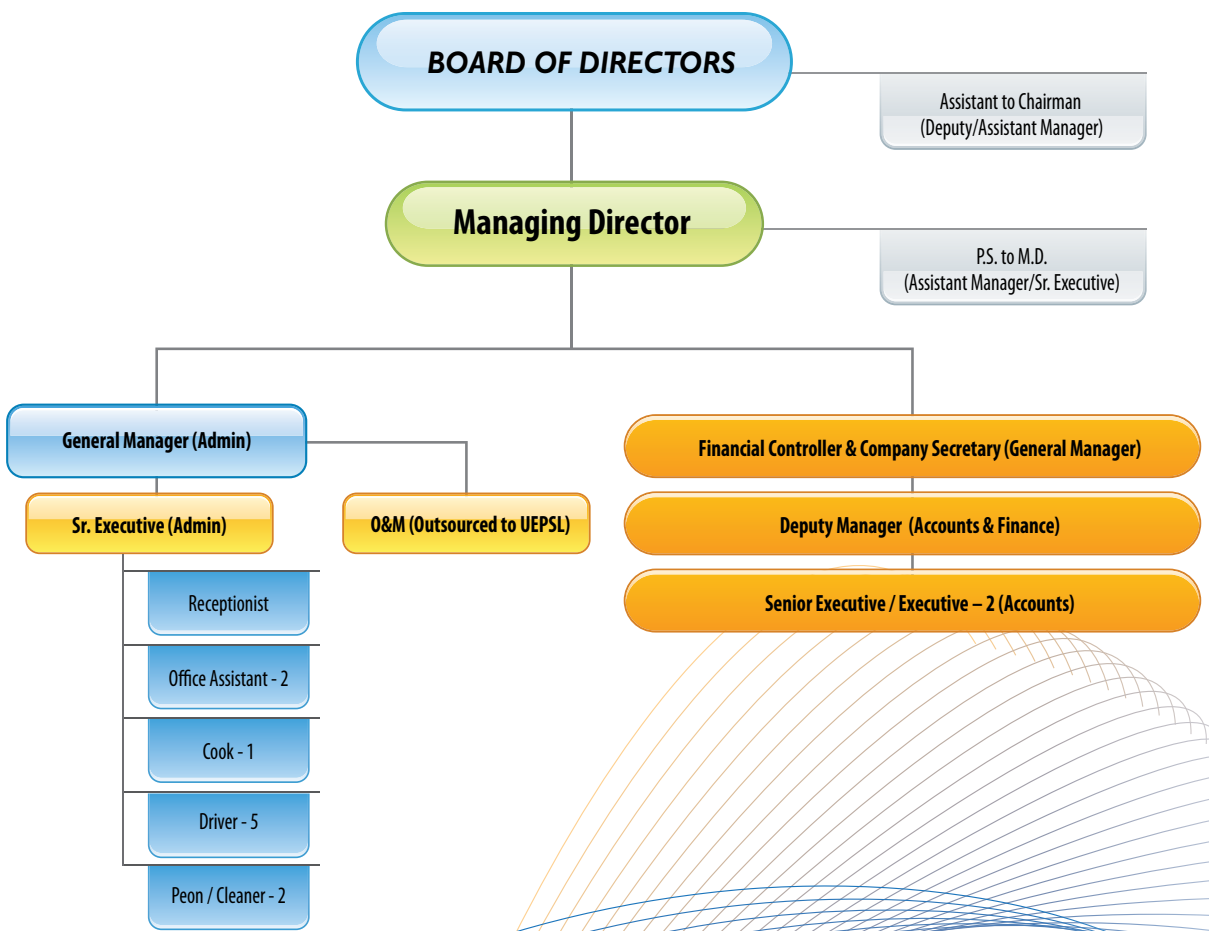 BOARD OF DIRECTORS
Assistant to Chairman
(Deputy/Assistant Manager)
Managing Director
P.S. to M.D.
(Assistant Manager/Sr. Executive)
General Manager (Admin)
Financial Controller & Company Secretary (General Manager)
Sr. Executive (Admin)
O&M (Outsourced to UEPSL)
Deputy Manager (Accounts & Finance)
Receptionist
Senior Executive / Executive – 2 (Accounts)
Office Assistant - 2
Cook - 1
Driver - 5
Peon / Cleaner - 2